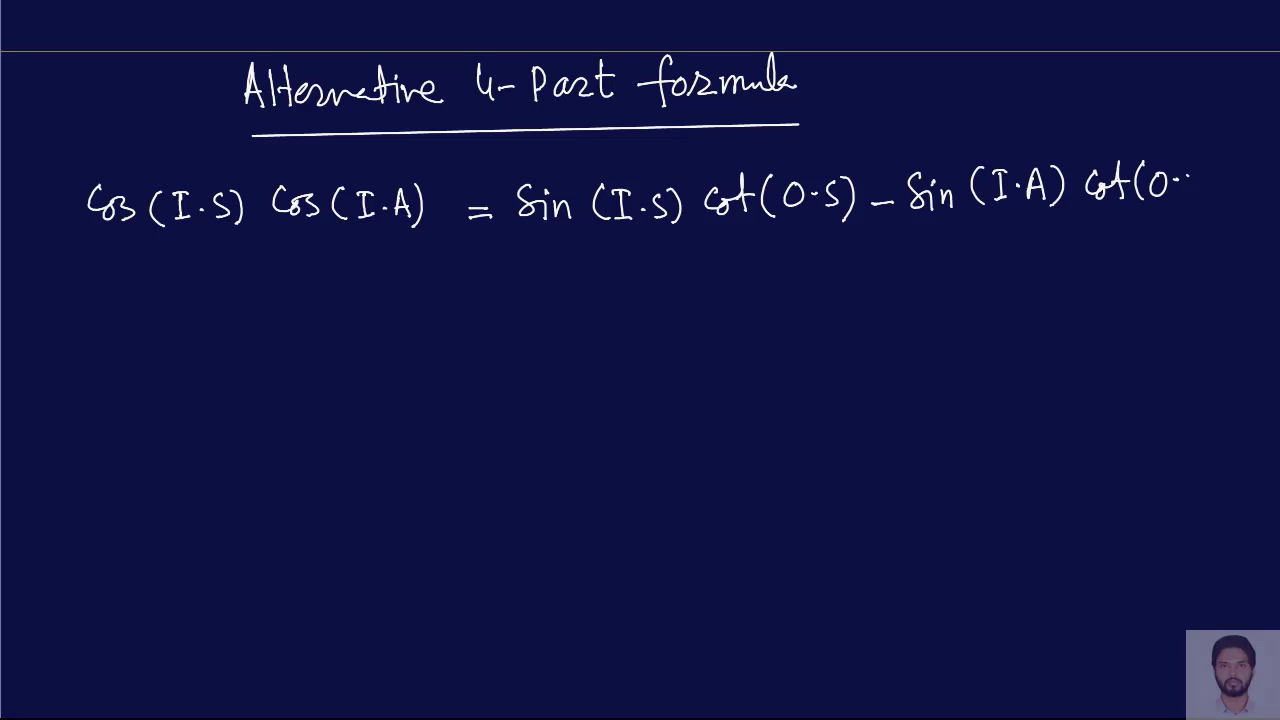 Alternative 4-Part formula
Cos (I.S) Cos (I.A) = Sin (I.S) Cot (O.S) - Sin (I.A) Cot (O..